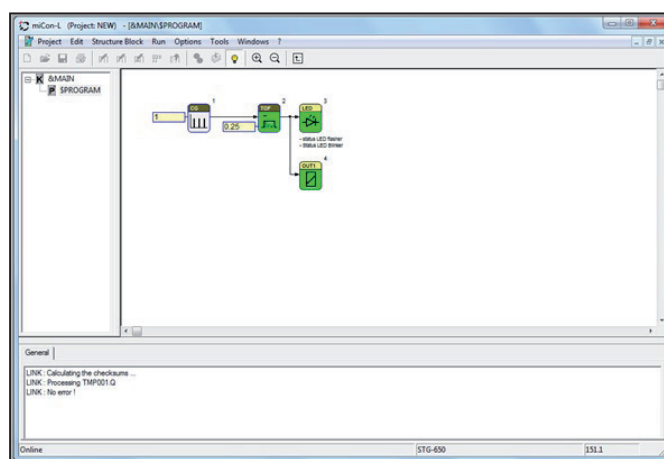 miCon-L (Project: NEW) - [&MAIN\$PROGRAM]
Project Edit Structure Block Run Options Tools Windows ?
&MAIN
$PROGRAM
1
CG
1
0.25
TOF
2
LED
3
- status LED flasher
- Status LED Blinker
OUT1
4
General
LINK : Calculating the checksums ...
LINK : Processing TMP001.Q
LINK : No error !
Online STG-650 151.1